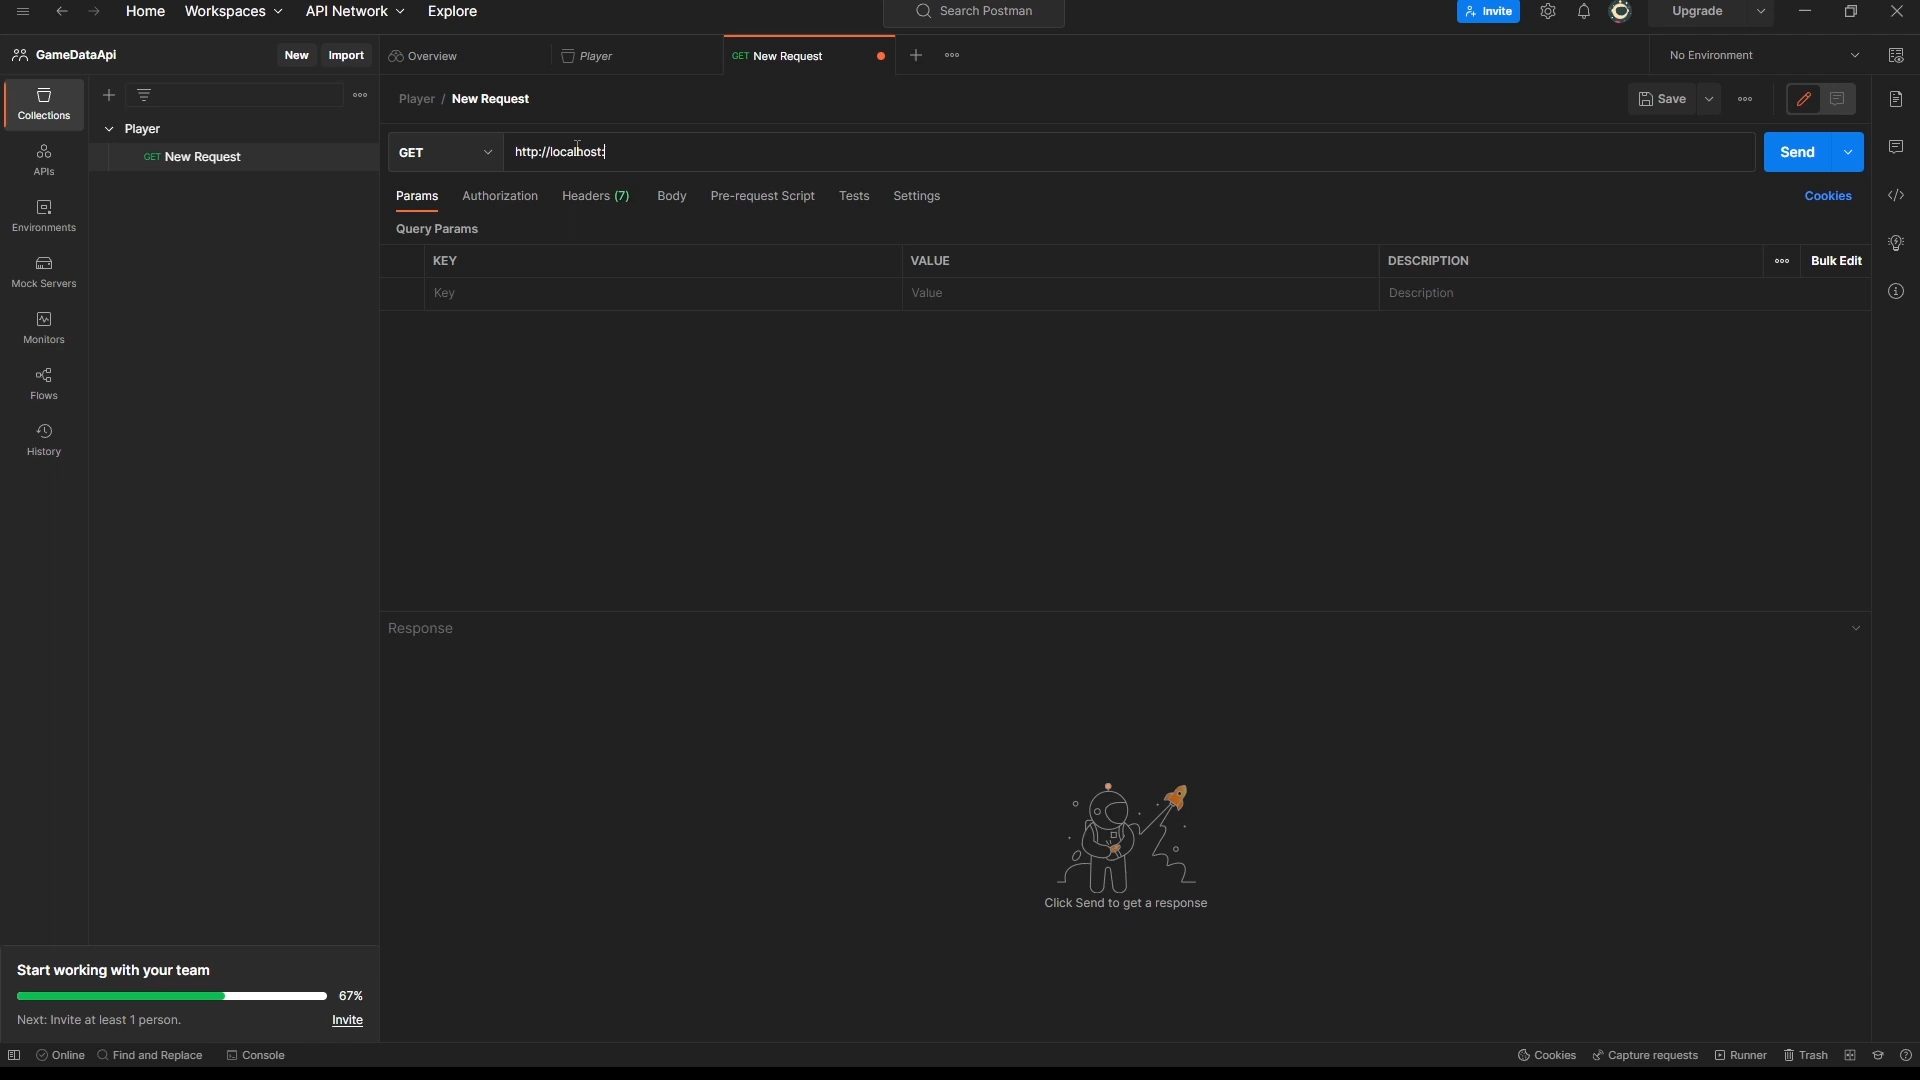 Home Workspaces API Network Explore Search Postman Invite Upgrade
GameDataApi New Import Overview Player GET New Request No Environment
Collections
Player / New Request Save
Player
GET New Request
GET http://localhost: Send
APIs
Params Authorization Headers (7) Body Pre-request Script Tests Settings Cookies
Environments
Query Params
KEY VALUE DESCRIPTION Bulk Edit
Key Value Description
Mock Servers
Monitors
Flows
History
Response
Click Send to get a response
Start working with your team
67%
Next: Invite at least 1 person. Invite
Online Find and Replace Console Cookies Capture requests Runner Trash